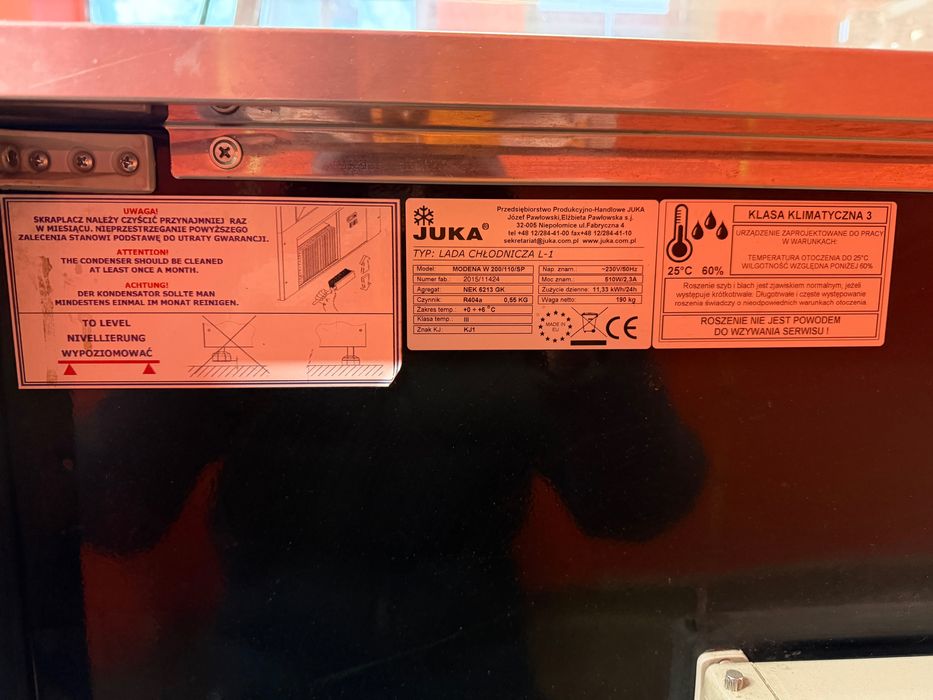 UWAGA!
SKRAPLACZ NALEŻY CZYŚCIĆ PRZYNAJMNIEJ RAZ
W MIESIĄCU. NIEPRZESTRZEGANIE POWYŻSZEGO
ZALECENIA STANOWI PODSTAWĘ DO UTRATY GWARANCJI.
ATTENTION!
THE CONDENSER SHOULD BE CLEANED
AT LEAST ONCE A MONTH.
ACHTUNG!
DER KONDENSATOR SOLLTE MAN
MINDESTENS EINMAL IN MONAT REINIGEN.
TO LEVEL
NIVELLIERUNG
WYPOZIOMOWAĆ
JUKA®
Przedsiębiorstwo Produkcyjno-Handlowe JUKA
Józef Pawłowski,Elżbieta Pawłowska s.j.
32-005 Niepołomice ul.Fabryczna 4
tel +48 12/284-41-00 fax+48 12/284-41-10
sekretariat@juka.com.pl www.juka.com.pl
TYP: LADA CHŁODNICZA L-1
Model: MODENA W 200/110/SP
Numer fab.: 2015/11424
Agregat: NEK 6213 GK
Czynnik: R404a 0,55 KG
Zakres temp.: +0 ÷ +6 °C
Klasa temp.: III
Znak KJ: KJ1
Nap. znam.: ~230V/50Hz
Moc znam.: 510W/2,3A
Zużycie dzienne: 11,33 kWh/24h
Waga netto: 190 kg
MADE IN
EU
CE
25°C 60%
KLASA KLIMATYCZNA 3
URZĄDZENIE ZAPROJEKTOWANE DO PRACY
W WARUNKACH:
TEMPERATURA OTOCZENIA DO 25°C
WILGOTNOŚĆ WZGLĘDNA PONIŻEJ 60%
Roszenie szyb i blach jest zjawiskiem normalnym, jeżeli
występuje krótkotrwale. Długotrwałe i częste występowanie
roszenia świadczy o nieodpowiednich warunkach otoczenia
ROSZENIE NIE JEST POWODEM
DO WZYWANIA SERWISU !